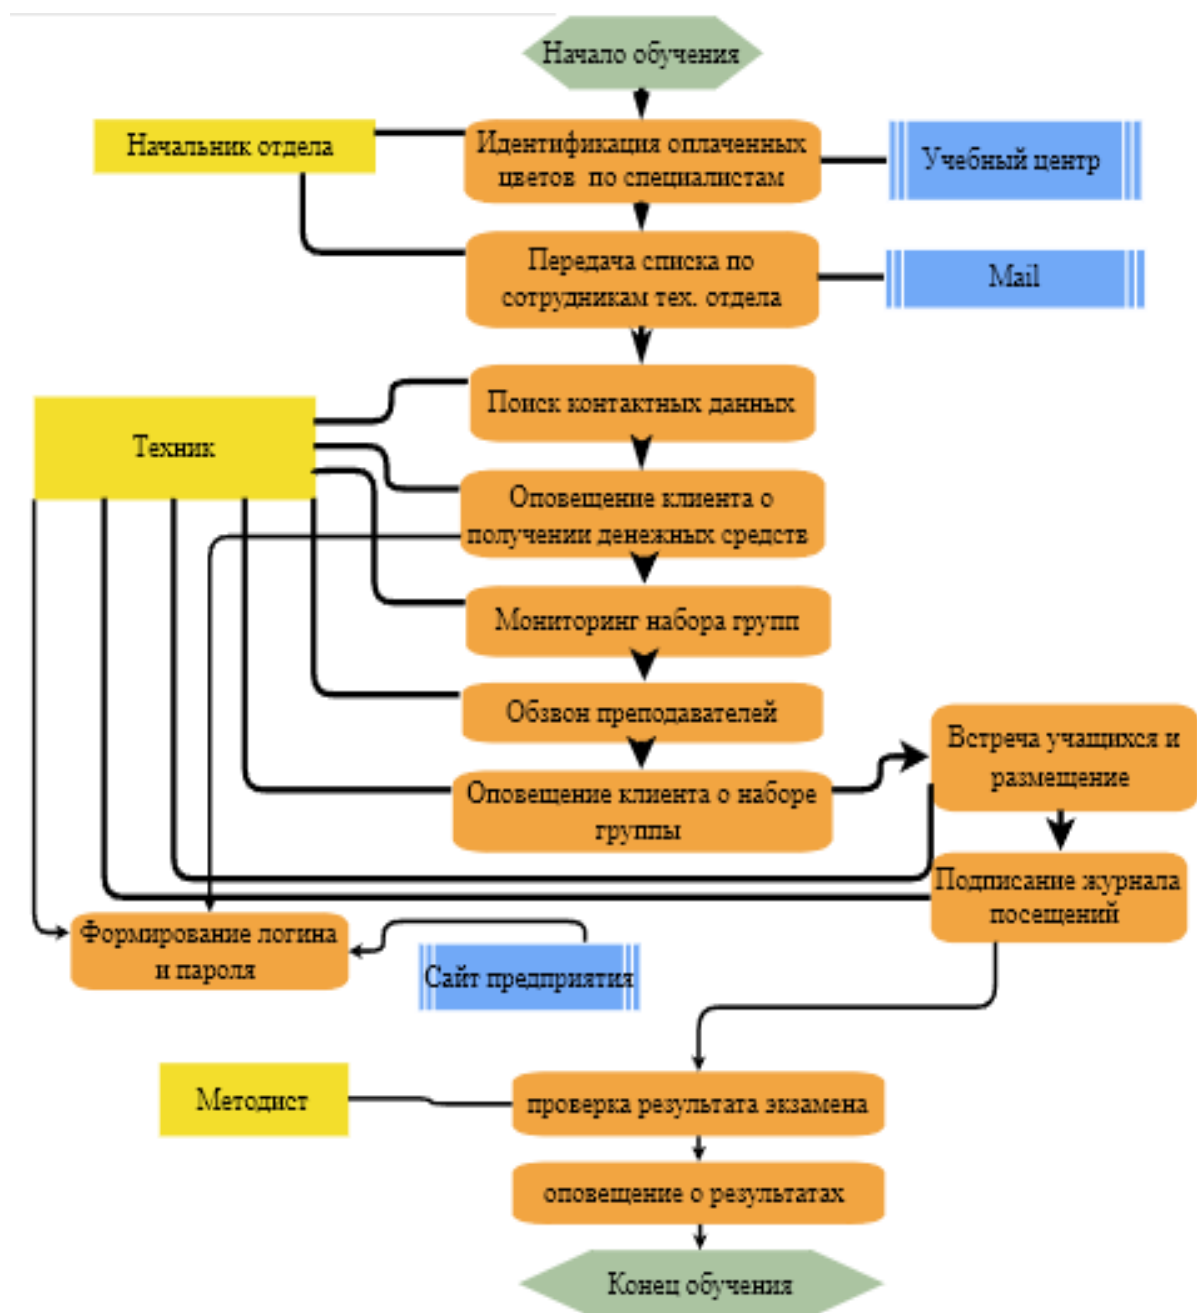 Начало обучения
Начальник отдела
Идентификация оплаченных
цветов по специалистам
Учебный центр
Передача списка по
сотрудникам тех. отдела
Mail
Поиск контактных данных
Техник
Оповещение клиента о
получении денежных средств
Мониторинг набора групп
Обзвон преподавателей
Встреча учащихся и
размещение
Оповещение клиента о наборе
группы
Подписание журнала
посещений
Формирование логина
и пароля
Сайт предприятия
Методист
проверка результата экзамена
оповещение о результатах
Конец обучения